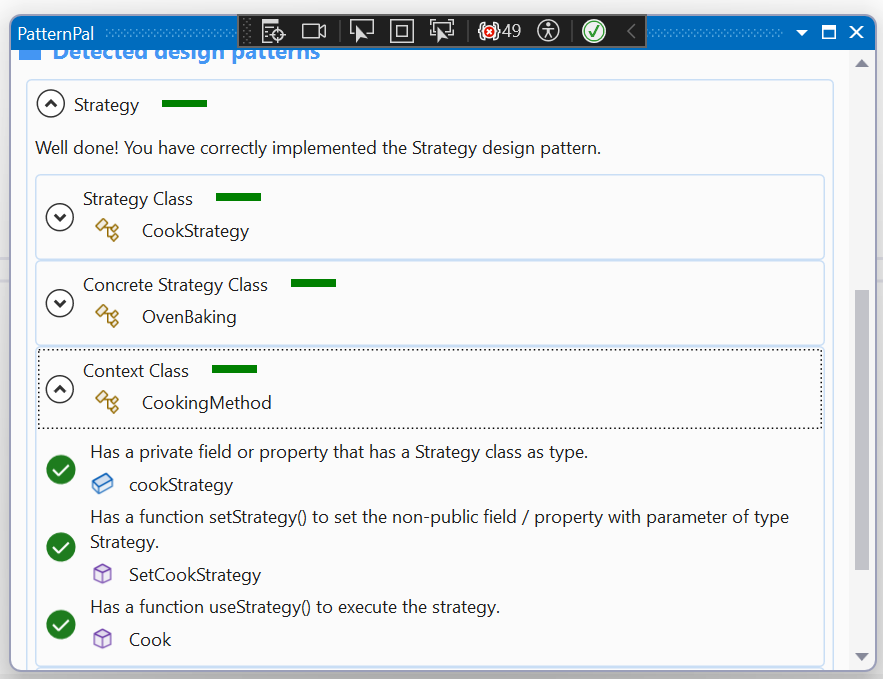 PatternPal
49
Detected design patterns
Strategy
Well done! You have correctly implemented the Strategy design pattern.
Strategy Class
CookStrategy
Concrete Strategy Class
OvenBaking
Context Class
CookingMethod
Has a private field or property that has a Strategy class as type.
cookStrategy
Has a function setStrategy() to set the non-public field / property with parameter of type
Strategy.
SetCookStrategy
Has a function useStrategy() to execute the strategy.
Cook